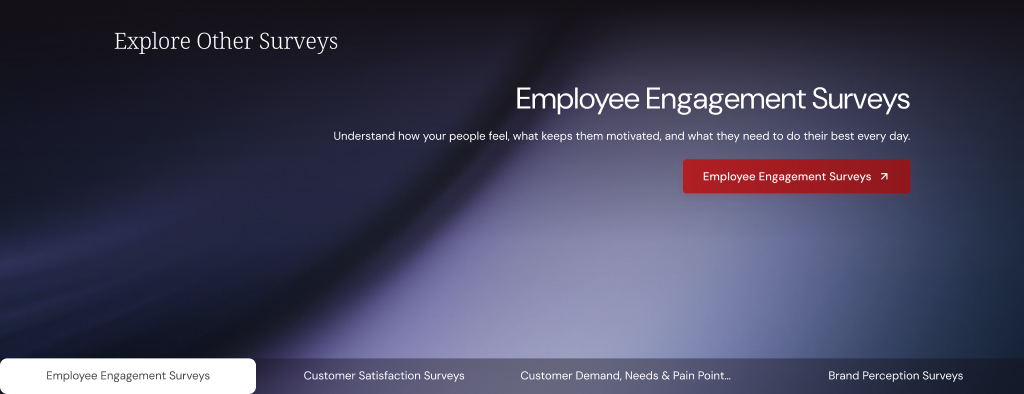 Explore Other Surveys
Employee Engagement Surveys
Understand how your people feel, what keeps them motivated, and what they need to do their best every day.
Employee Engagement Surveys
Employee Engagement Surveys
Customer Satisfaction Surveys
Customer Demand, Needs & Pain Point...
Brand Perception Surveys